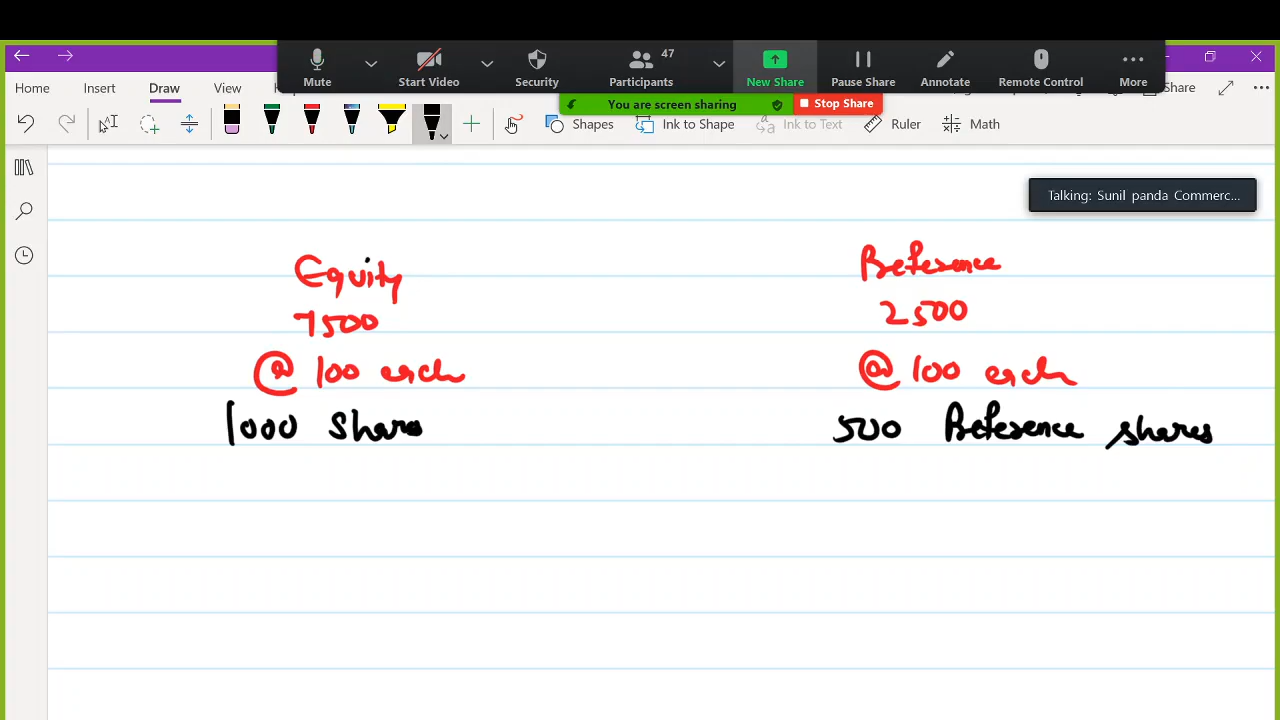 47
Mute
Start Video
Security
Participants
New Share
Pause Share
Annotate
Remote Control
More
You are screen sharing
Stop Share
Home
Insert
Draw
View
Share
Shapes
Ink to Shape
Ink to Text
Ruler
Math
Talking: Sunil panda Commerc...
Equity
7500
@ 100 each
1000 Shares
Preference
2500
@ 100 each
500 Preference shares